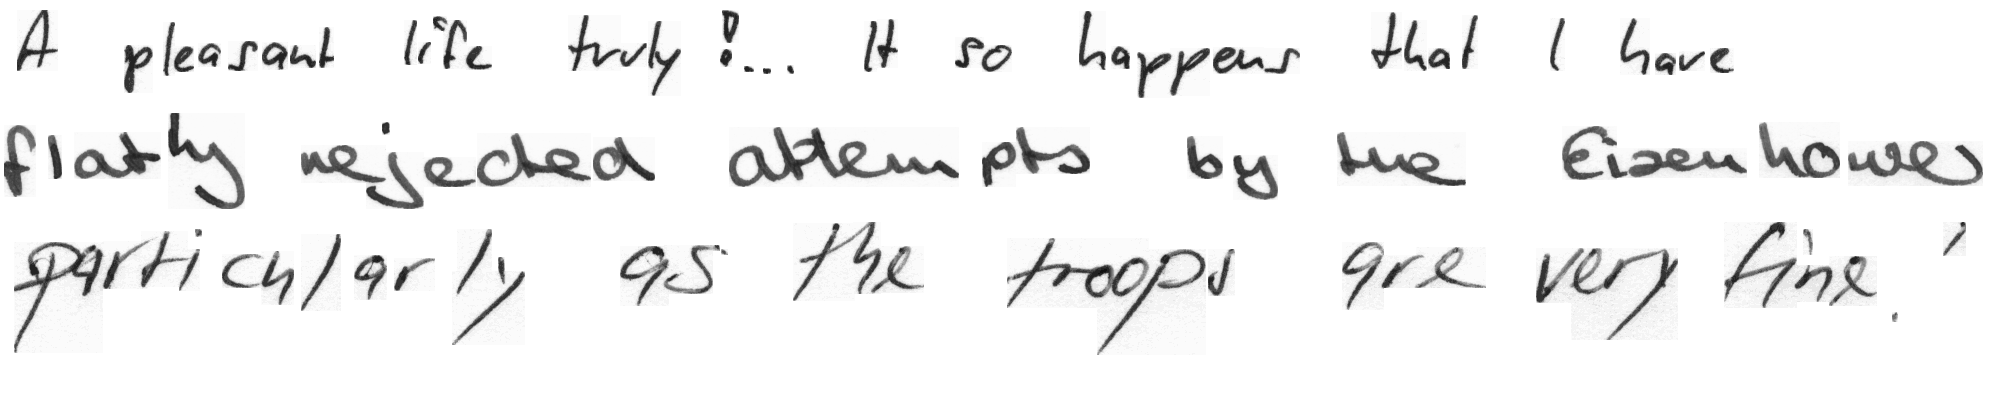 A pleasant life truly!... It so happens that I have
flatly rejected attempts by the Eisenhower
particularly as the troops are very fine.'